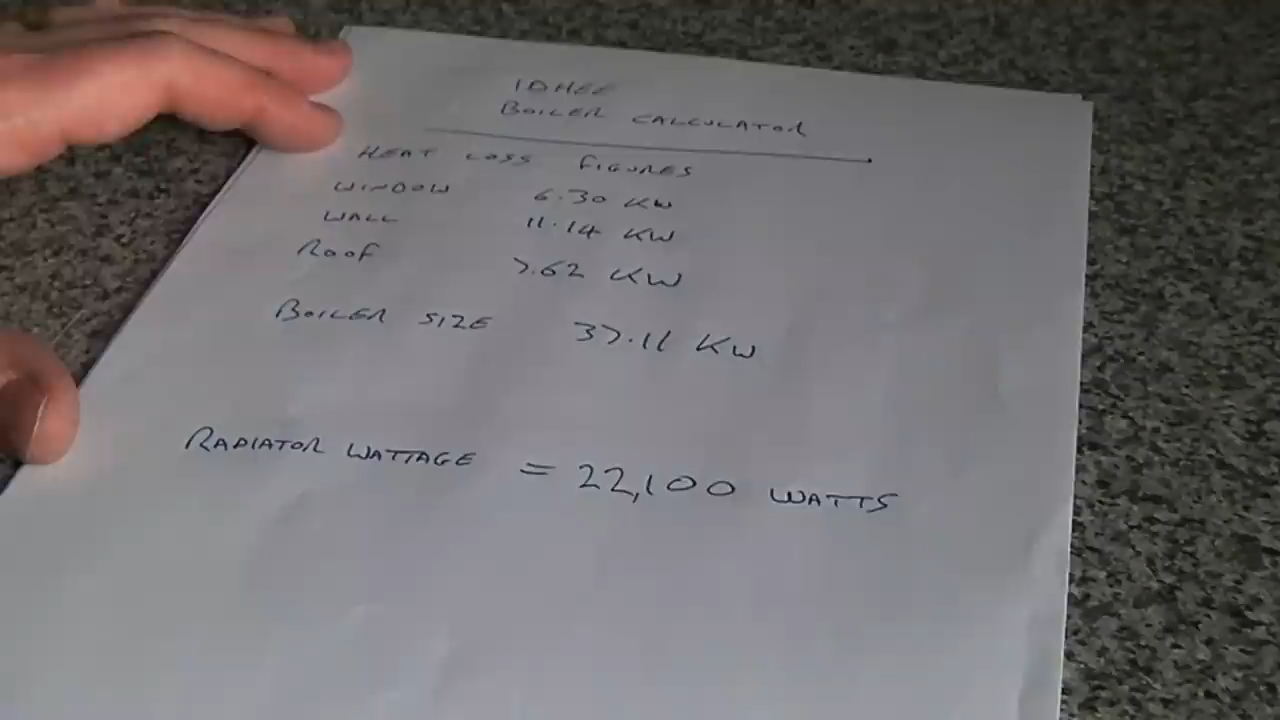 IDHEE
BOILER CALCULATOR
HEAT LOSS FIGURES
WINDOW 6.30 KW
WALL 11.14 KW
ROOF 7.62 KW
BOILER SIZE 37.11 KW
RADIATOR WATTAGE = 22,100 WATTS